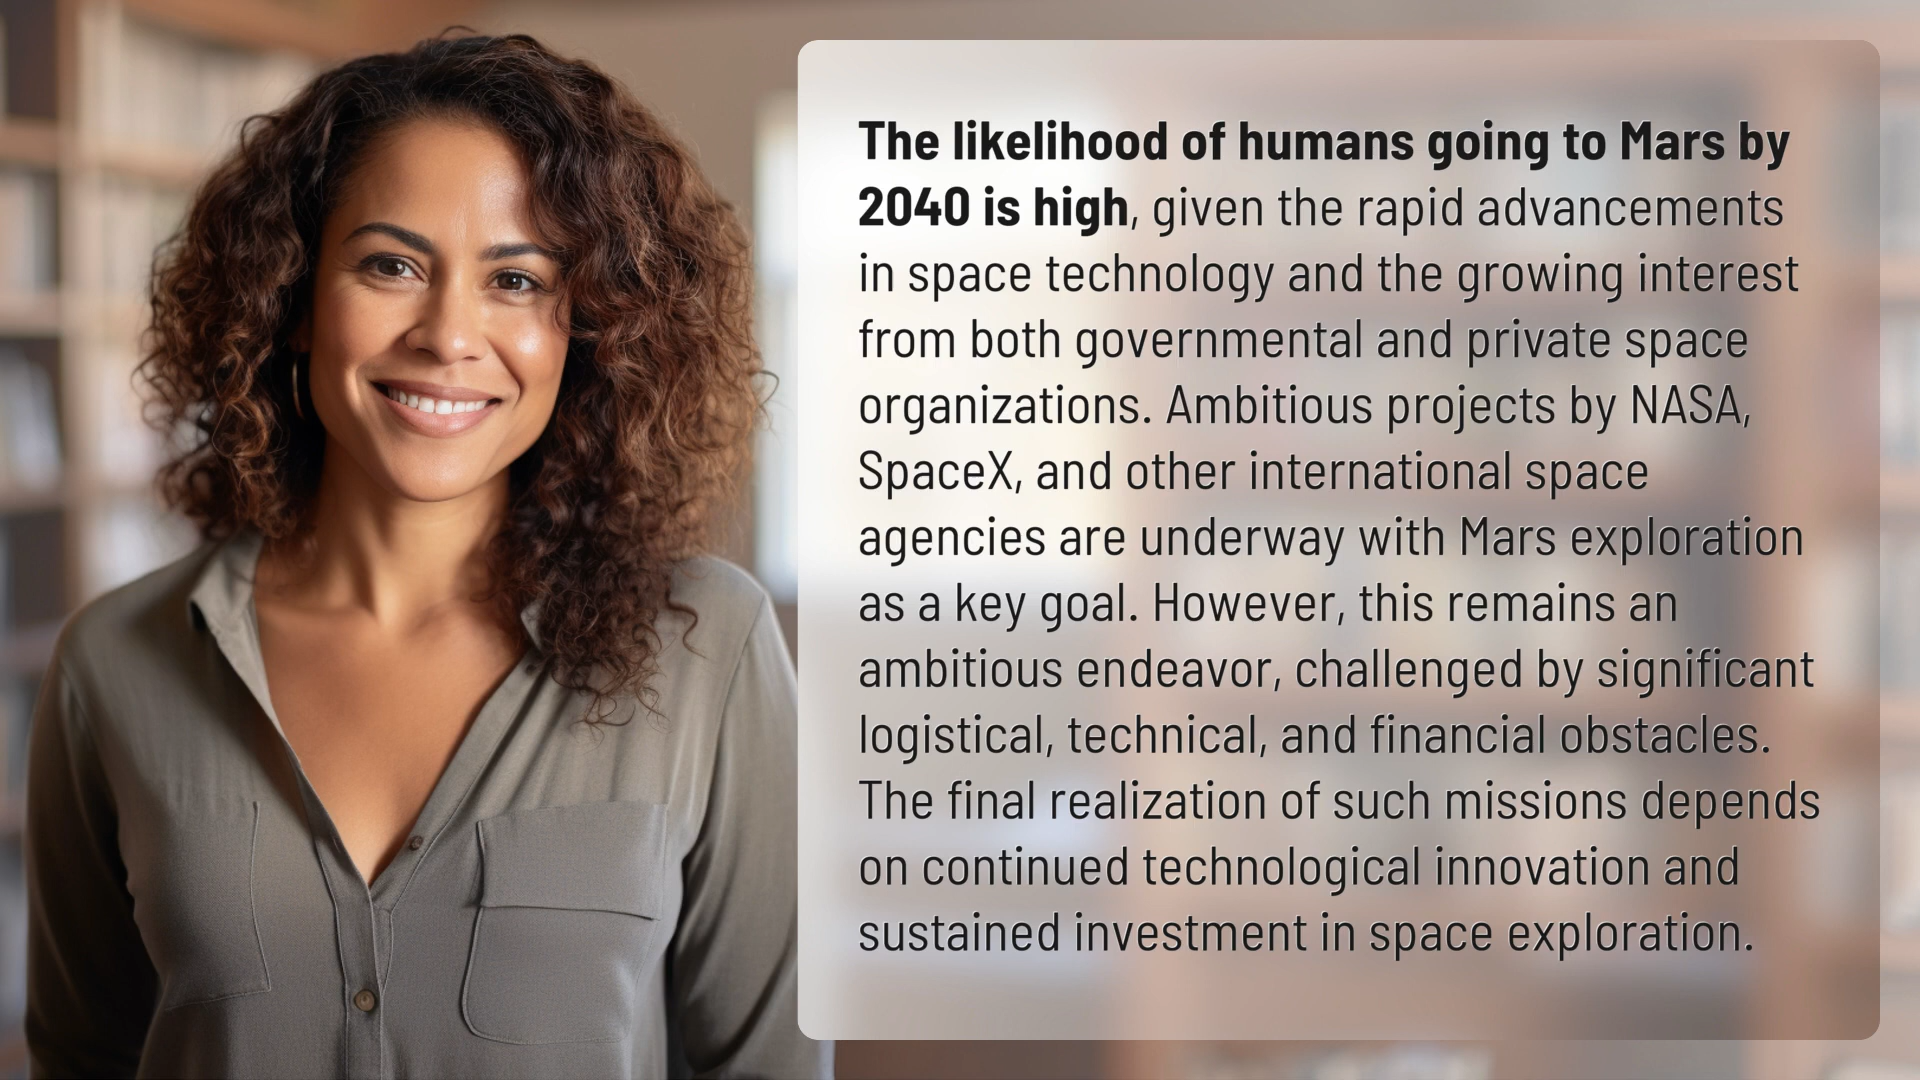 The likelihood of humans going to Mars by
2040 is high, given the rapid advancements
in space technology and the growing interest
from both governmental and private space
organizations. Ambitious projects by NASA,
SpaceX, and other international space
agencies are underway with Mars exploration
as a key goal. However, this remains an
ambitious endeavor, challenged by significant
logistical, technical, and financial obstacles.
The final realization of such missions depends
on continued technological innovation and
sustained investment in space exploration.